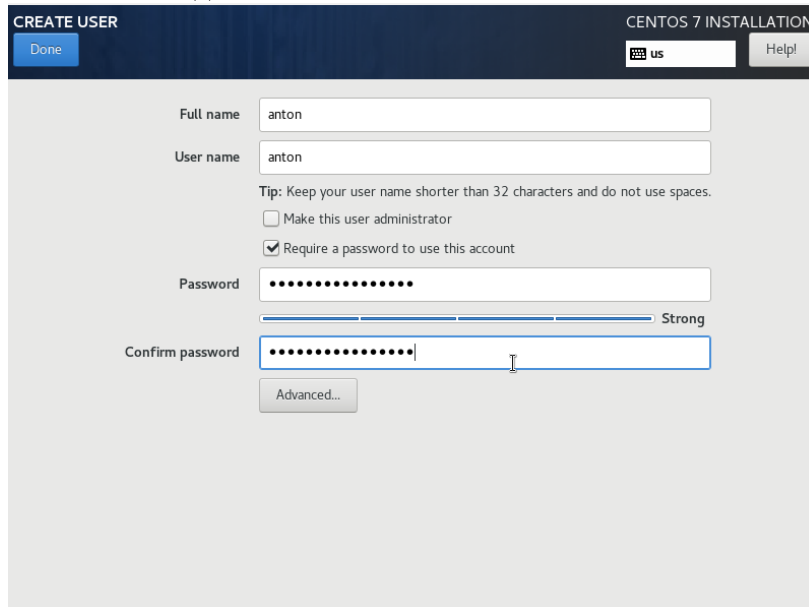 CREATE USER
CENTOS 7 INSTALLATION
Done
us
Help!
Full name
anton
User name
anton
Tip: Keep your user name shorter than 32 characters and do not use spaces.
Make this user administrator
Require a password to use this account
Password
••••••••••••••••
Strong
Confirm password
••••••••••••••••
Advanced...